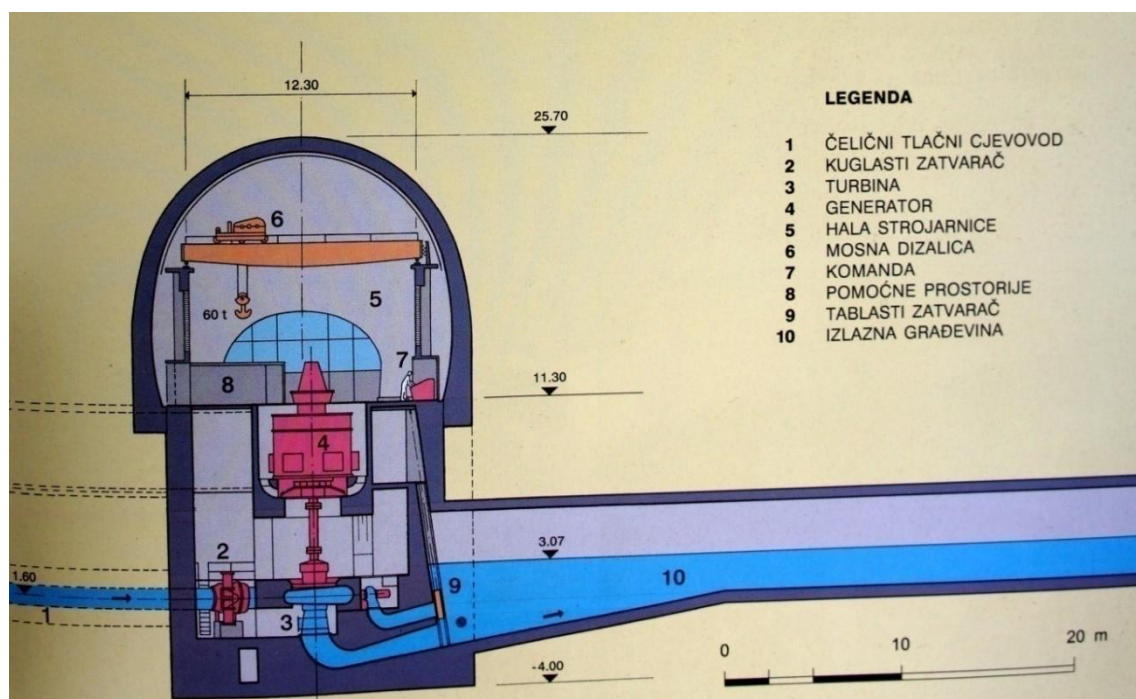 12.30
25.70
LEGENDA
1 ČELIČNI TLAČNI CJEVOVOD
2 KUGLASTI ZATVARAČ
3 TURBINA
4 GENERATOR
5 HALA STROJARNICE
6 MOSNA DIZALICA
7 KOMANDA
8 POMOĆNE PROSTORIJE
9 TABLASTI ZATVARAČ
10 IZLAZNA GRAĐEVINA
6
5
60 t
7
8
11.30
4
2
3.07
1.60
9
10
1
3
0 10 20 m
-4.00